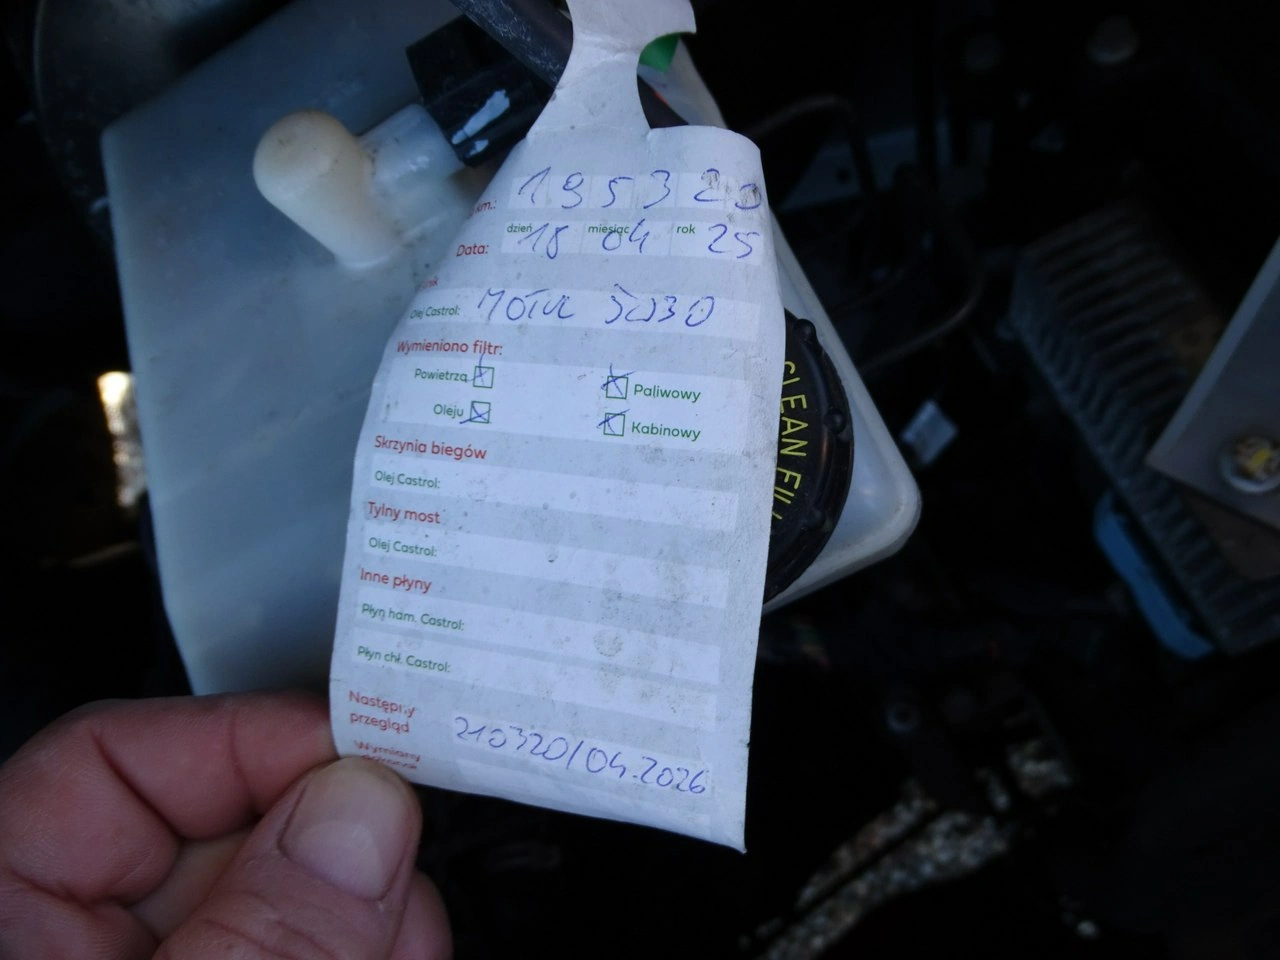 km.: 195320
Data: dzień 18 miesiąc 04 rok 25
Olej Castrol: MOTUL 5W30
Wymieniono filtr:
Powietrza Paliwowy
Oleju Kabinowy
Skrzynia biegów
Olej Castrol:
Tylny most
Olej Castrol:
Inne płyny
Płyn ham. Castrol:
Płyn chł. Castrol:
Następny
przegląd 210320/04.2026
Wymiany
CLEAN